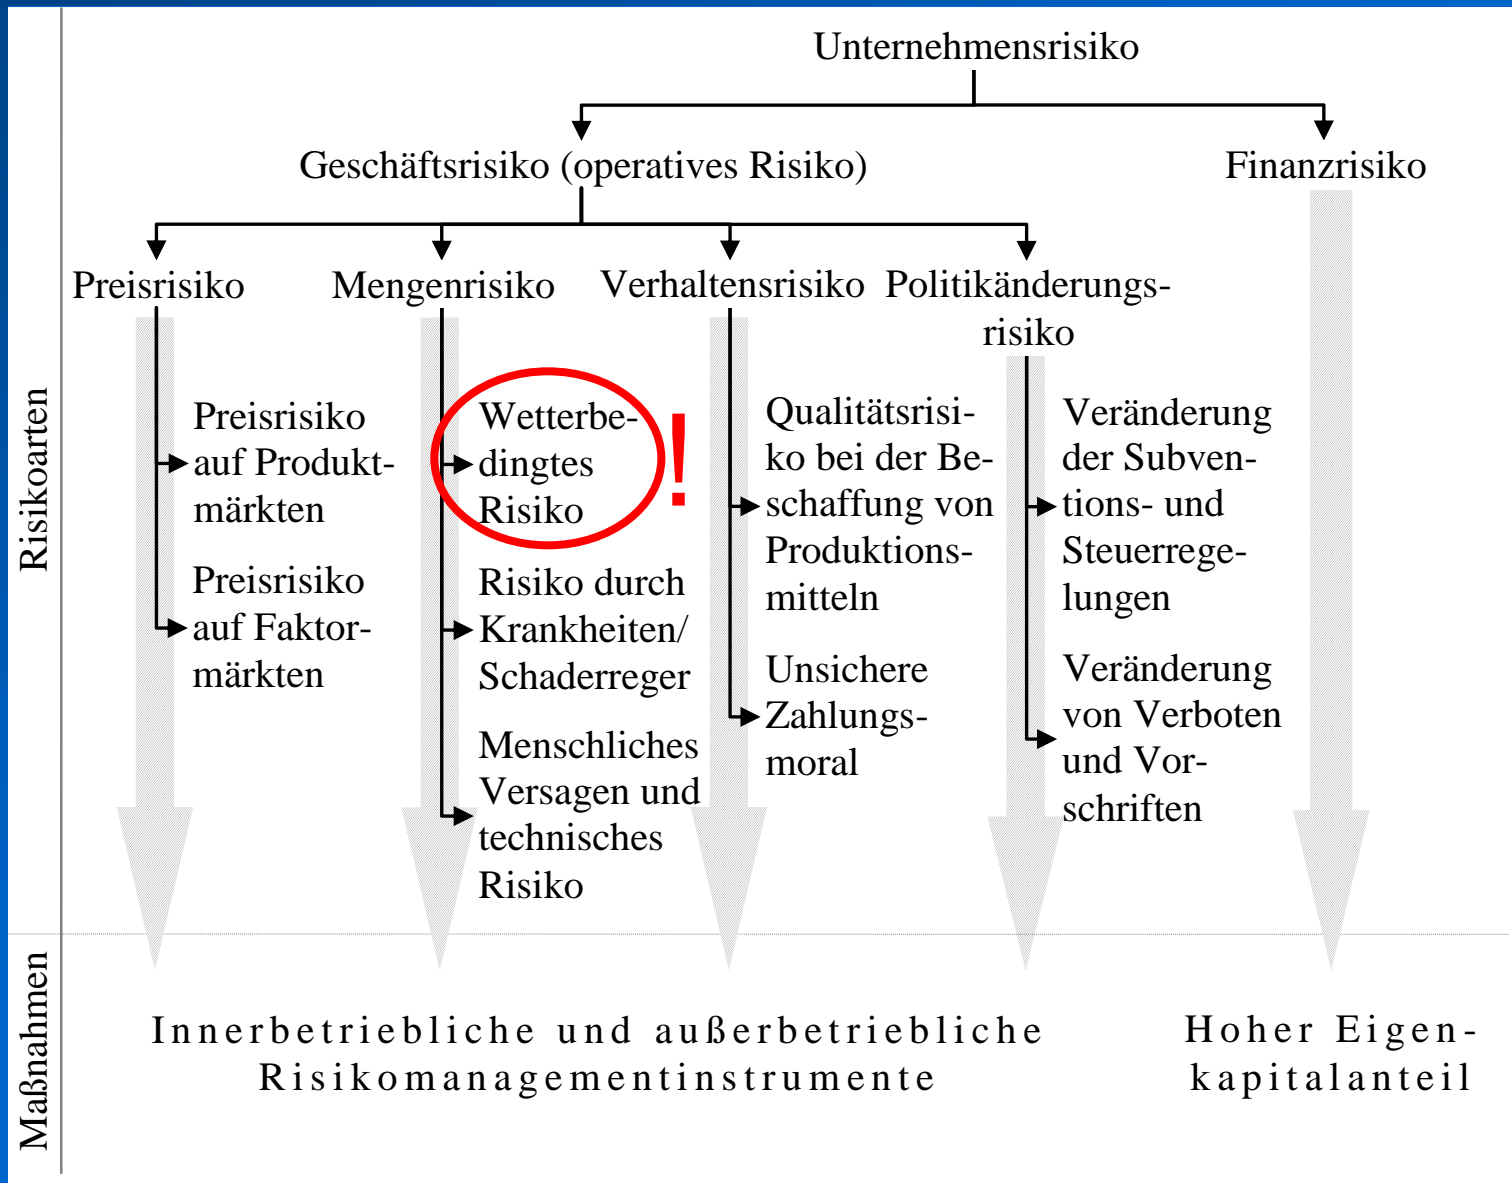 Unternehmensrisiko
Geschäftsrisiko (operatives Risiko)
Finanzrisiko
Preisrisiko
Mengenrisiko
Verhaltensrisiko
Politikänderungs-
risiko
Risikoarten
Preisrisiko
auf Produkt-
märkten
Preisrisiko
auf Faktor-
märkten
Wetterbe-
dingtes
Risiko
!
Risiko durch
Krankheiten/
Schaderreger
Menschliches
Versagen und
technisches
Risiko
Qualitätsrisi-
ko bei der Be-
schaffung von
Produktions-
mitteln
Unsichere
Zahlungs-
moral
Veränderung
der Subven-
tions- und
Steuerrege-
lungen
Veränderung
von Verboten
und Vor-
schriften
Maßnahmen
Innerbetriebliche und außerbetriebliche
Risikomanagementinstrumente
Hoher Eigen-
kapitalanteil